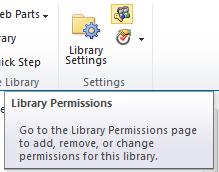 eb Parts
rary
Library
Settings
uick Step
e Library
Settings
Library Permissions
Go to the Library Permissions page
to add, remove, or change
permissions for this library.